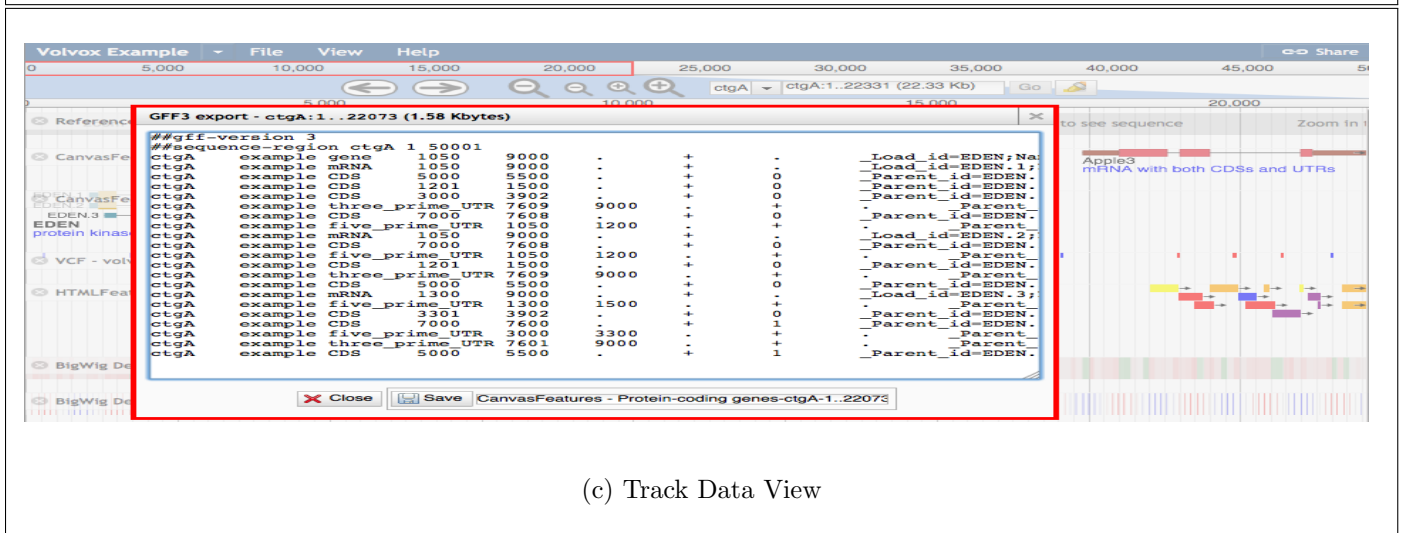 Volvox Example File View Help Share
0 5,000 10,000 15,000 20,000 25,000 30,000 35,000 40,000 45,000
ctgA ctgA:1..22331 (22.33 Kb) Go
5,000 10,000 15,000 20,000
Reference
GFF3 export - ctgA:1..22073 (1.58 Kbytes)
to see sequence Zoom in
##gff-version 3
##sequence-region ctgA 1 50001
ctgA example gene 1050 9000 . + . _Load_id=EDEN;Na
ctgA example mRNA 1050 9000 . + . _Load_id=EDEN.1;
ctgA example CDS 5000 5500 . + 0 _Parent_id=EDEN.
ctgA example CDS 1201 1500 . + 0 _Parent_id=EDEN.
ctgA example CDS 3000 3902 . + 0 _Parent_id=EDEN.
ctgA example three_prime_UTR 7609 9000 . + . _Parent_
ctgA example CDS 7000 7608 . + 0 _Parent_id=EDEN.
ctgA example five_prime_UTR 1050 1200 . + . _Parent_
ctgA example mRNA 1050 9000 . + . _Load_id=EDEN.2;
ctgA example CDS 7000 7608 . + 0 _Parent_id=EDEN.
ctgA example five_prime_UTR 1050 1200 . + . _Parent_
ctgA example CDS 1201 1500 . + 0 _Parent_id=EDEN.
ctgA example three_prime_UTR 7609 9000 . + . _Parent_
ctgA example CDS 5000 5500 . + 0 _Parent_id=EDEN.
ctgA example mRNA 1300 9000 . + . _Load_id=EDEN.3;
ctgA example five_prime_UTR 1300 1500 . + . _Parent_
ctgA example CDS 3301 3902 . + 0 _Parent_id=EDEN.
ctgA example CDS 7000 7600 . + 1 _Parent_id=EDEN.
ctgA example five_prime_UTR 3000 3300 . + . _Parent_
ctgA example three_prime_UTR 7601 9000 . + . _Parent_
ctgA example CDS 5000 5500 . + 1 _Parent_id=EDEN.
CanvasFe
Apple3
mRNA with both CDSs and UTRs
EDEN.1
CanvasFe
EDEN.2
EDEN.3
EDEN
protein kinas
VCF - volv
HTMLFeat
BigWig De
BigWig De
Close Save CanvasFeatures - Protein-coding genes-ctgA-1..22073
(c) Track Data View